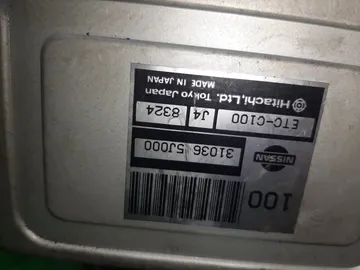 100
NISSAN
31036 5J000
ETC-C100 J4 8324
Hitachi,Ltd. Tokyo Japan
MADE IN JAPAN